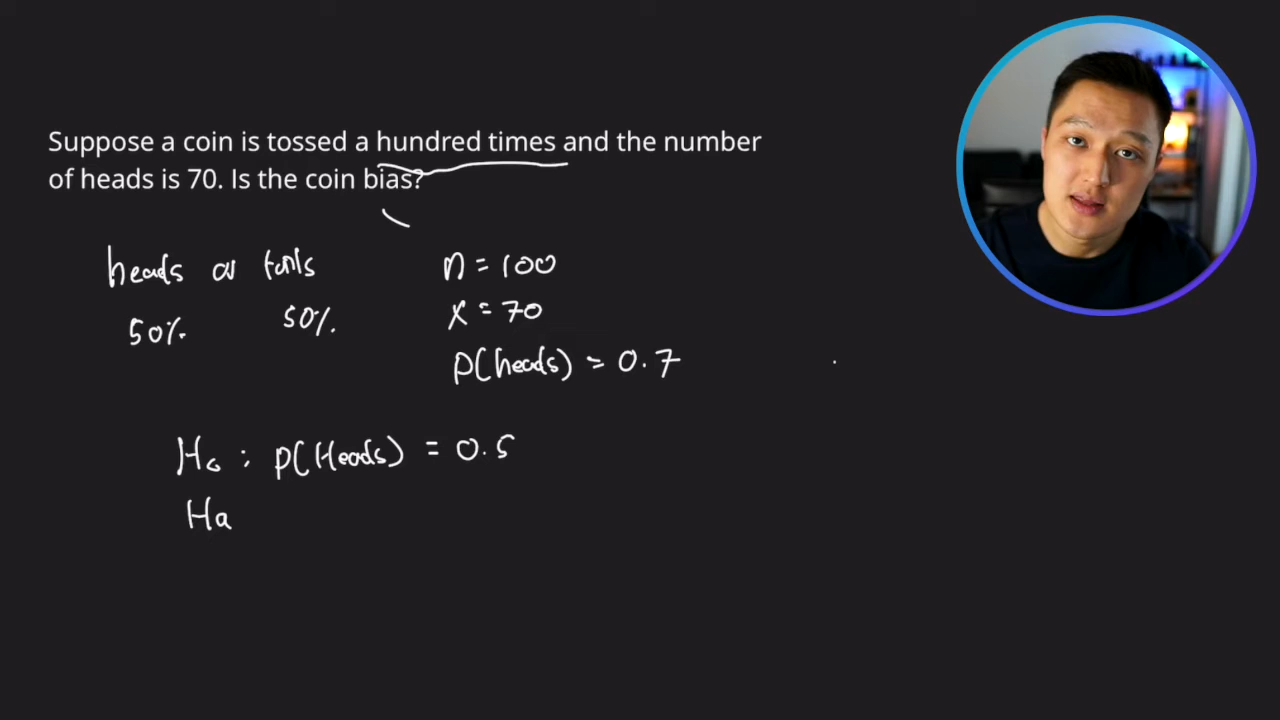 Suppose a coin is tossed a hundred times and the number
of heads is 70. Is the coin bias?
heads or tails
50% 50%.
n = 100
x = 70
P(heads) = 0.7
Ho : P(Heads) = 0.5
Ha